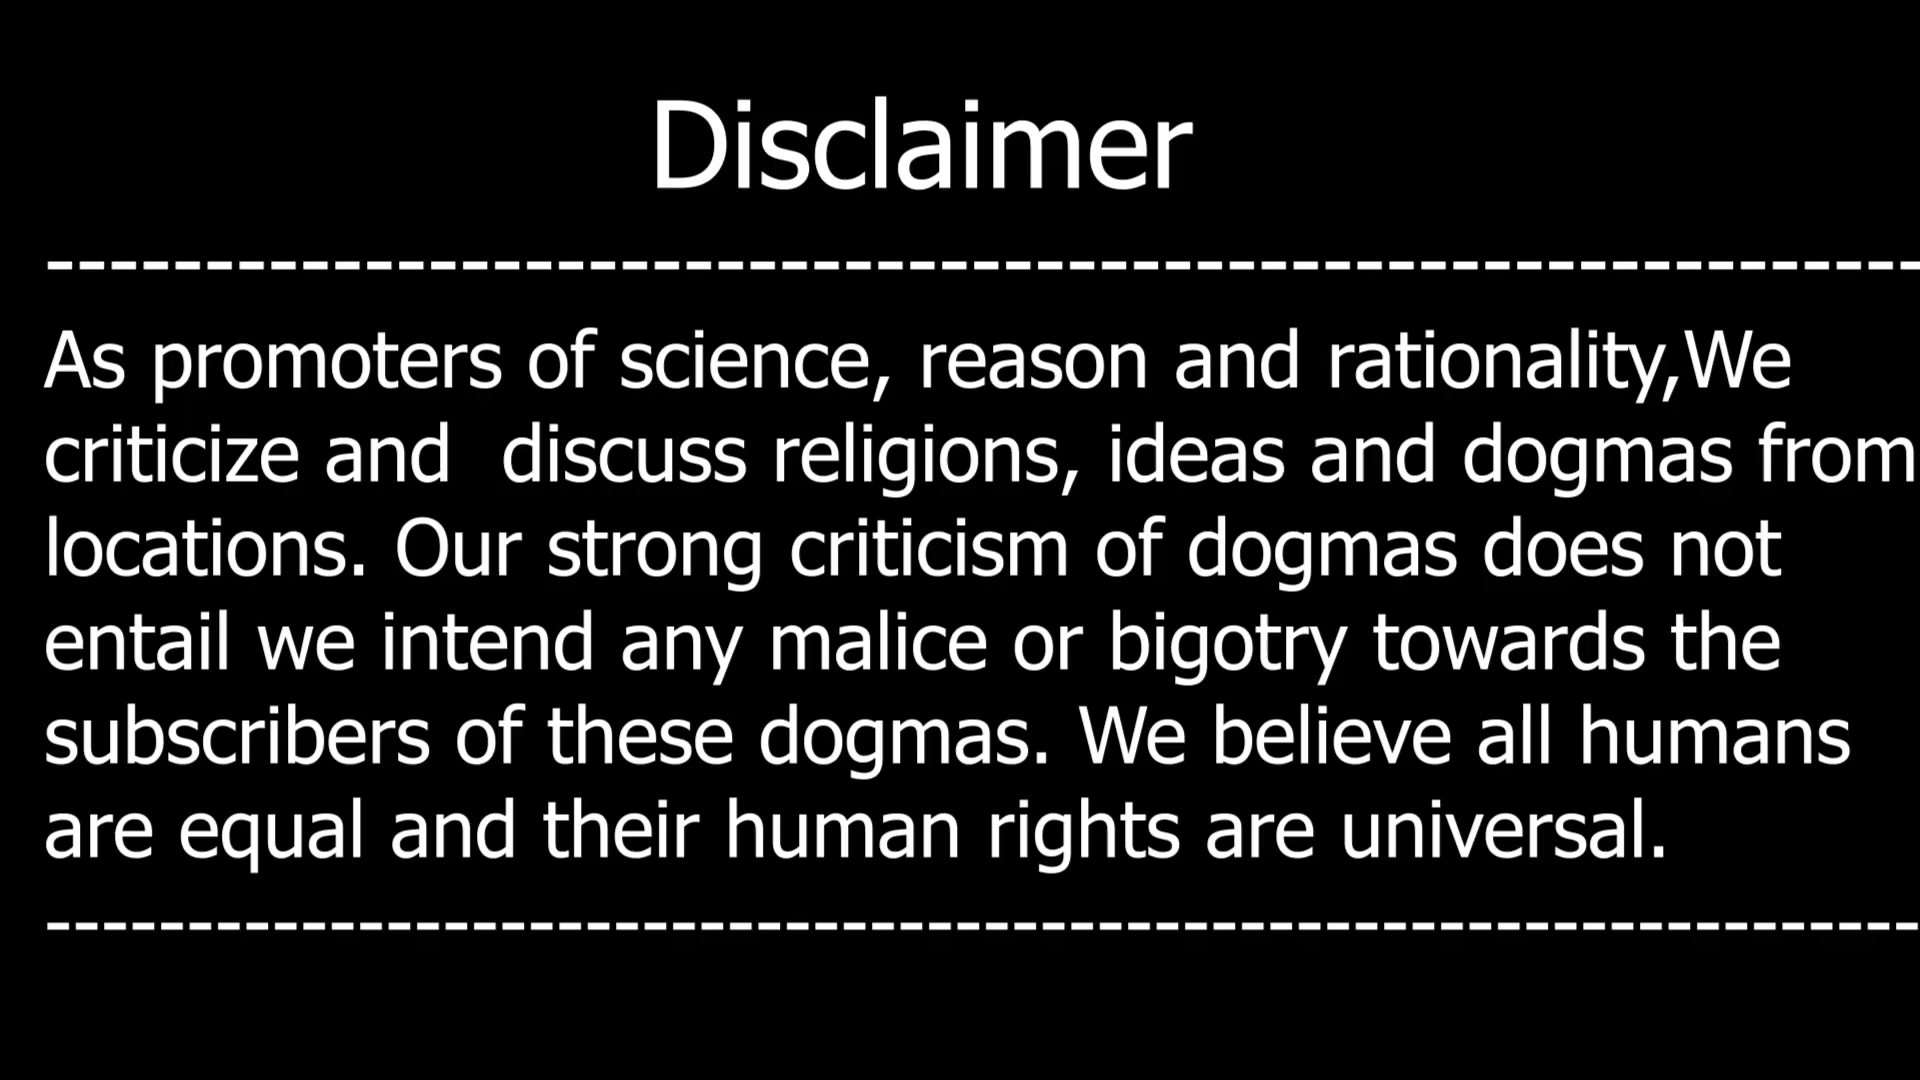 Disclaimer
-----------------------------------------------------------
As promoters of science, reason and rationality,We
criticize and  discuss religions, ideas and dogmas from
locations. Our strong criticism of dogmas does not
entail we intend any malice or bigotry towards the
subscribers of these dogmas. We believe all humans
are equal and their human rights are universal.
------------------------------------------------------------------